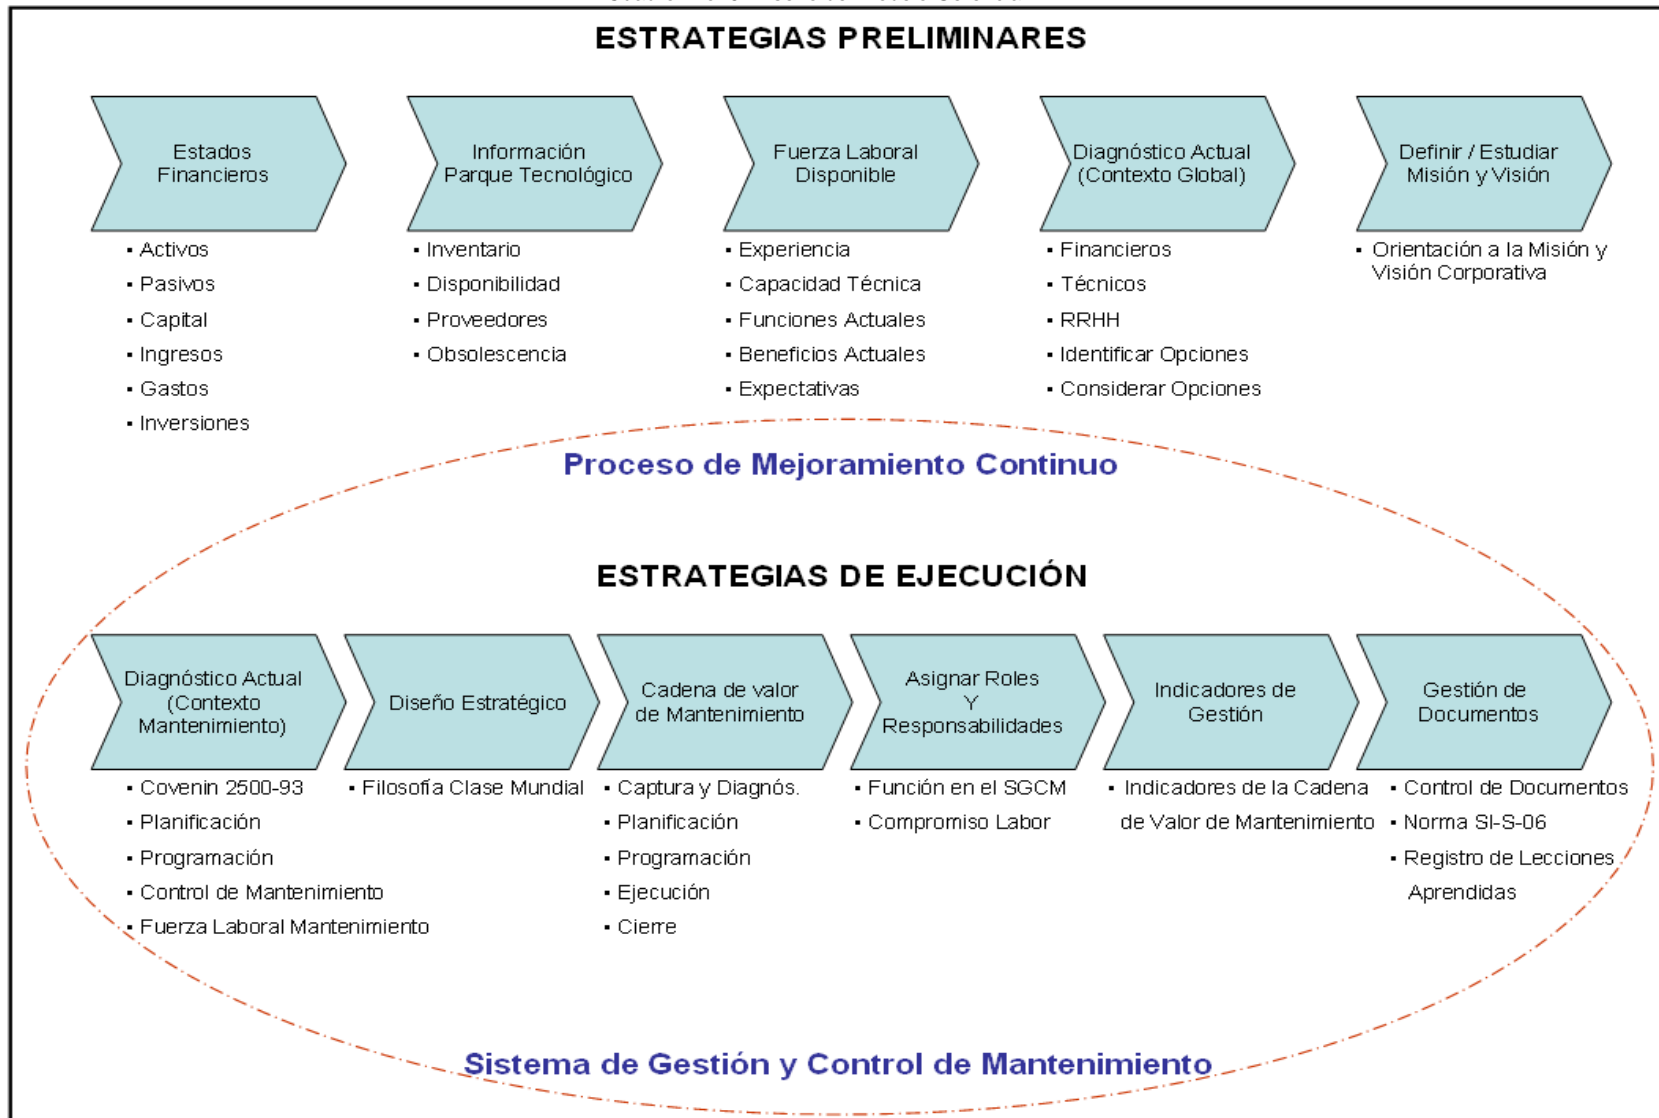 ESTRATEGIAS PRELIMINARES
Estados
Financieros
▪ Activos
▪ Pasivos
▪ Capital
▪ Ingresos
▪ Gastos
▪ Inversiones
Información
Parque Tecnológico
▪ Inventario
▪ Disponibilidad
▪ Proveedores
▪ Obsolescencia
Fuerza Laboral
Disponible
▪ Experiencia
▪ Capacidad Técnica
▪ Funciones Actuales
▪ Beneficios Actuales
▪ Expectativas
Diagnóstico Actual
(Contexto Global)
▪ Financieros
▪ Técnicos
▪ RRHH
▪ Identificar Opciones
▪ Considerar Opciones
Definir / Estudiar
Misión y Visión
▪ Orientación a la Misión y
Visión Corporativa
Proceso de Mejoramiento Continuo
ESTRATEGIAS DE EJECUCIÓN
Diagnóstico Actual
(Contexto
Mantenimiento)
▪ Covenin 2500-93
▪ Planificación
▪ Programación
▪ Control de Mantenimiento
▪ Fuerza Laboral Mantenimiento
Diseño Estratégico
▪ Filosofía Clase Mundial
Cadena de valor
de Mantenimiento
▪ Captura y Diagnós.
▪ Planificación
▪ Programación
▪ Ejecución
▪ Cierre
Asignar Roles
Y
Responsabilidades
▪ Función en el SGCM
▪ Compromiso Labor
Indicadores de
Gestión
▪ Indicadores de la Cadena
de Valor de Mantenimiento
Gestión de
Documentos
▪ Control de Documentos
▪ Norma SI-S-06
▪ Registro de Lecciones
Aprendidas
Sistema de Gestión y Control de Mantenimiento